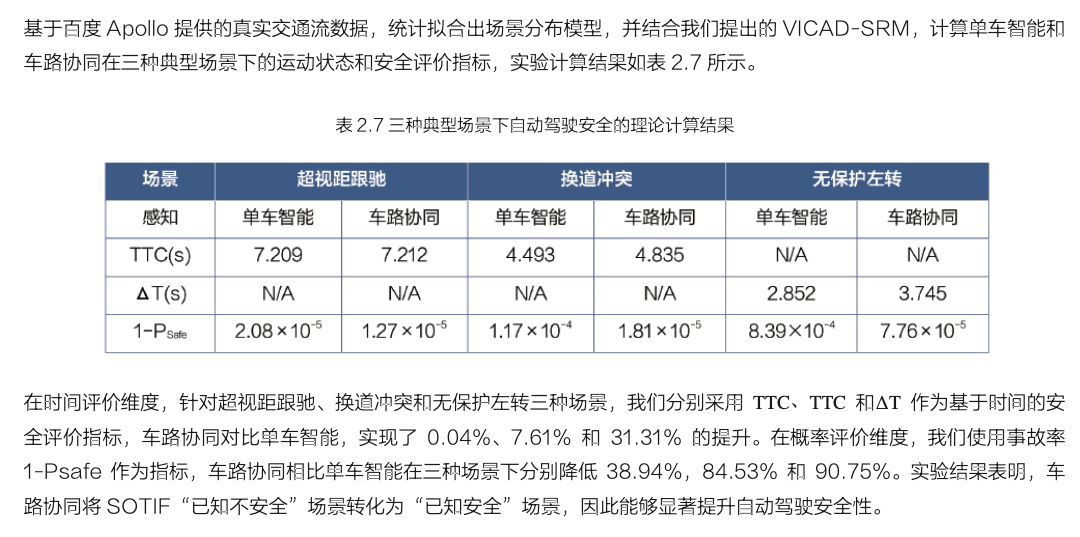 基于百度 Apollo 提供的真实交通流数据，统计拟合出场景分布模型，并结合我们提出的 VICAD-SRM，计算单车智能和
车路协同在三种典型场景下的运动状态和安全评价指标，实验计算结果如表 2.7 所示。
表 2.7 三种典型场景下自动驾驶安全的理论计算结果
场景 超视距跟驰 换道冲突 无保护左转
感知 单车智能 车路协同 单车智能 车路协同 单车智能 车路协同
TTC(s) 7.209 7.212 4.493 4.835 N/A N/A
ΔT(s) N/A N/A N/A N/A 2.852 3.745
1-PSafe 2.08×10⁻⁵ 1.27×10⁻⁵ 1.17×10⁻⁴ 1.81×10⁻⁵ 8.39×10⁻⁴ 7.76×10⁻⁵
在时间评价维度，针对超视距跟驰、换道冲突和无保护左转三种场景，我们分别采用 TTC、TTC 和ΔT 作为基于时间的安
全评价指标，车路协同对比单车智能，实现了 0.04%、7.61% 和 31.31% 的提升。在概率评价维度，我们使用事故率
1-Psafe 作为指标，车路协同相比单车智能在三种场景下分别降低 38.94%，84.53% 和 90.75%。实验结果表明，车
路协同将 SOTIF“已知不安全”场景转化为“已知安全”场景，因此能够显著提升自动驾驶安全性。